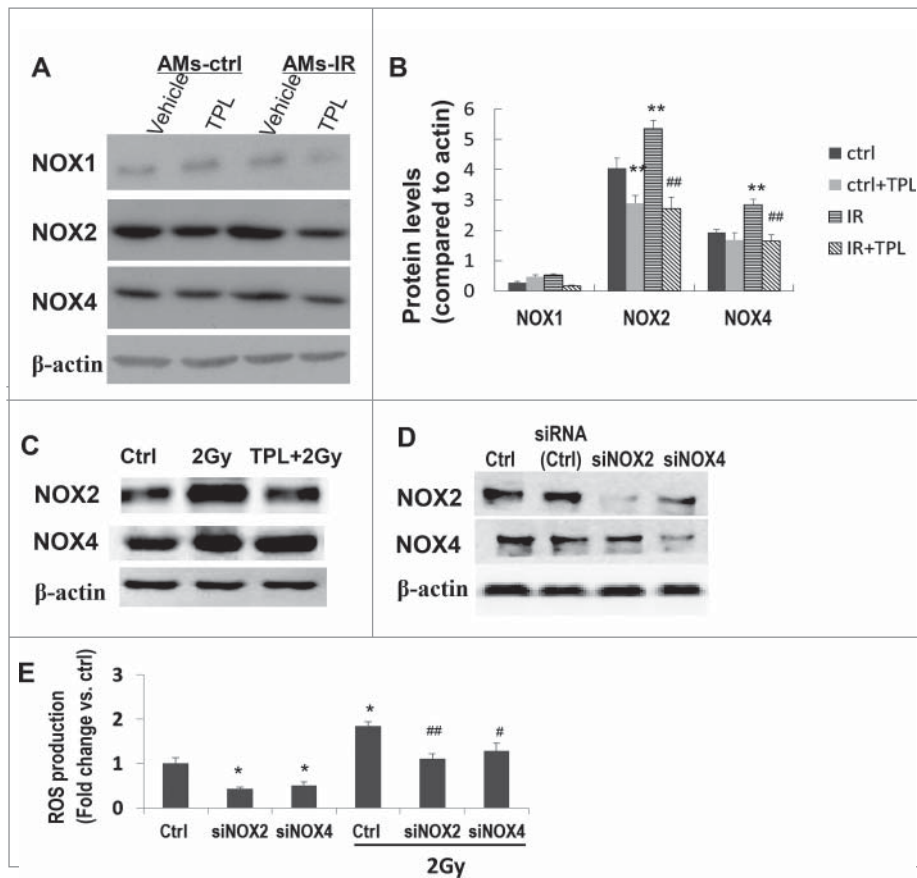 A
AMs-ctrl AMs-IR
Vehicle TPL Vehicle TPL
NOX1
NOX2
NOX4
β-actin
B
Protein levels
(compared to actin)
6
5
4
3
2
1
0
**
**
##
**
##
NOX1 NOX2 NOX4
ctrl
ctrl+TPL
IR
IR+TPL
C
Ctrl 2Gy TPL+2Gy
NOX2
NOX4
β-actin
D
Ctrl siRNA (Ctrl) siNOX2 siNOX4
NOX2
NOX4
β-actin
E
ROS production
(Fold change vs. ctrl)
3
2
1
0
* * * ## #
Ctrl siNOX2 siNOX4 Ctrl siNOX2 siNOX4
2Gy